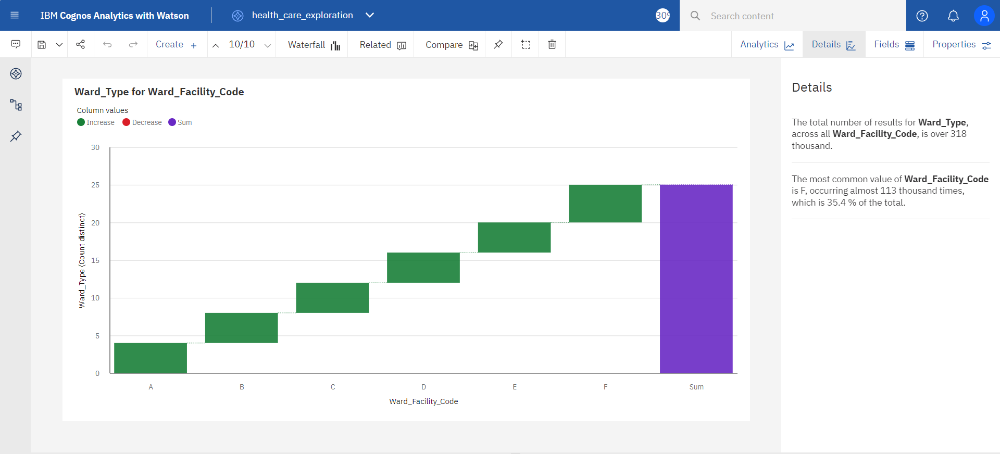 IBM Cognos Analytics with Watson
health_care_exploration
Search content
Create +
10/10
Waterfall
Related
Compare
Analytics
Details
Fields
Properties
Ward_Type for Ward_Facility_Code
Column values
Increase Decrease Sum
30
25
20
15
10
5
0
Ward_Type (Count distinct)
A B C D E F Sum
Ward_Facility_Code
Details
The total number of results for Ward_Type,
across all Ward_Facility_Code, is over 318
thousand.
The most common value of Ward_Facility_Code
is F, occurring almost 113 thousand times,
which is 35.4 % of the total.